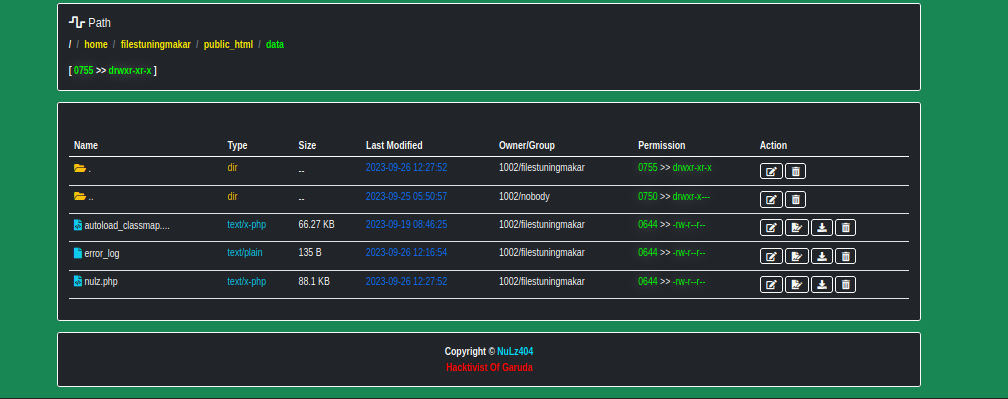 Path
/ / home / filestuningmakar / public_html / data
[ 0755 >> drwxr-xr-x ]
Name Type Size Last Modified Owner/Group Permission Action
. dir -- 2023-09-26 12:27:52 1002/filestuningmakar 0755 >> drwxr-xr-x
.. dir -- 2023-09-25 05:50:57 1002/nobody 0750 >> drwxr-x---
autoload_classmap.... text/x-php 66.27 KB 2023-09-19 08:46:25 1002/filestuningmakar 0644 >> -rw-r--r--
error_log text/plain 135 B 2023-09-26 12:16:54 1002/filestuningmakar 0644 >> -rw-r--r--
nulz.php text/x-php 88.1 KB 2023-09-26 12:27:52 1002/filestuningmakar 0644 >> -rw-r--r--
Copyright © NuLz404
Hacktivist Of Garuda